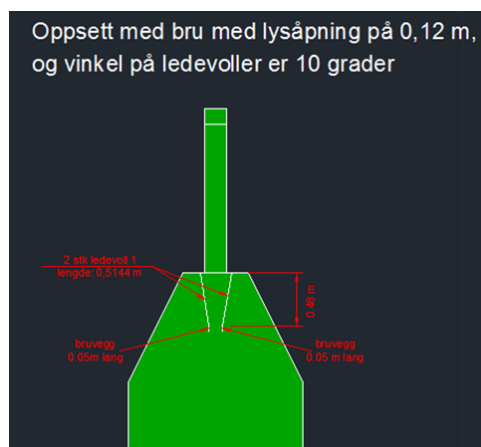 Oppsett med bru med lysåpning på 0,12 m,
og vinkel på ledevoller er 10 grader
2 stk ledevoll 1
lengde: 0,5144 m
0.48 m
bruvegg
0.05m lang
bruvegg
0.05 m lang